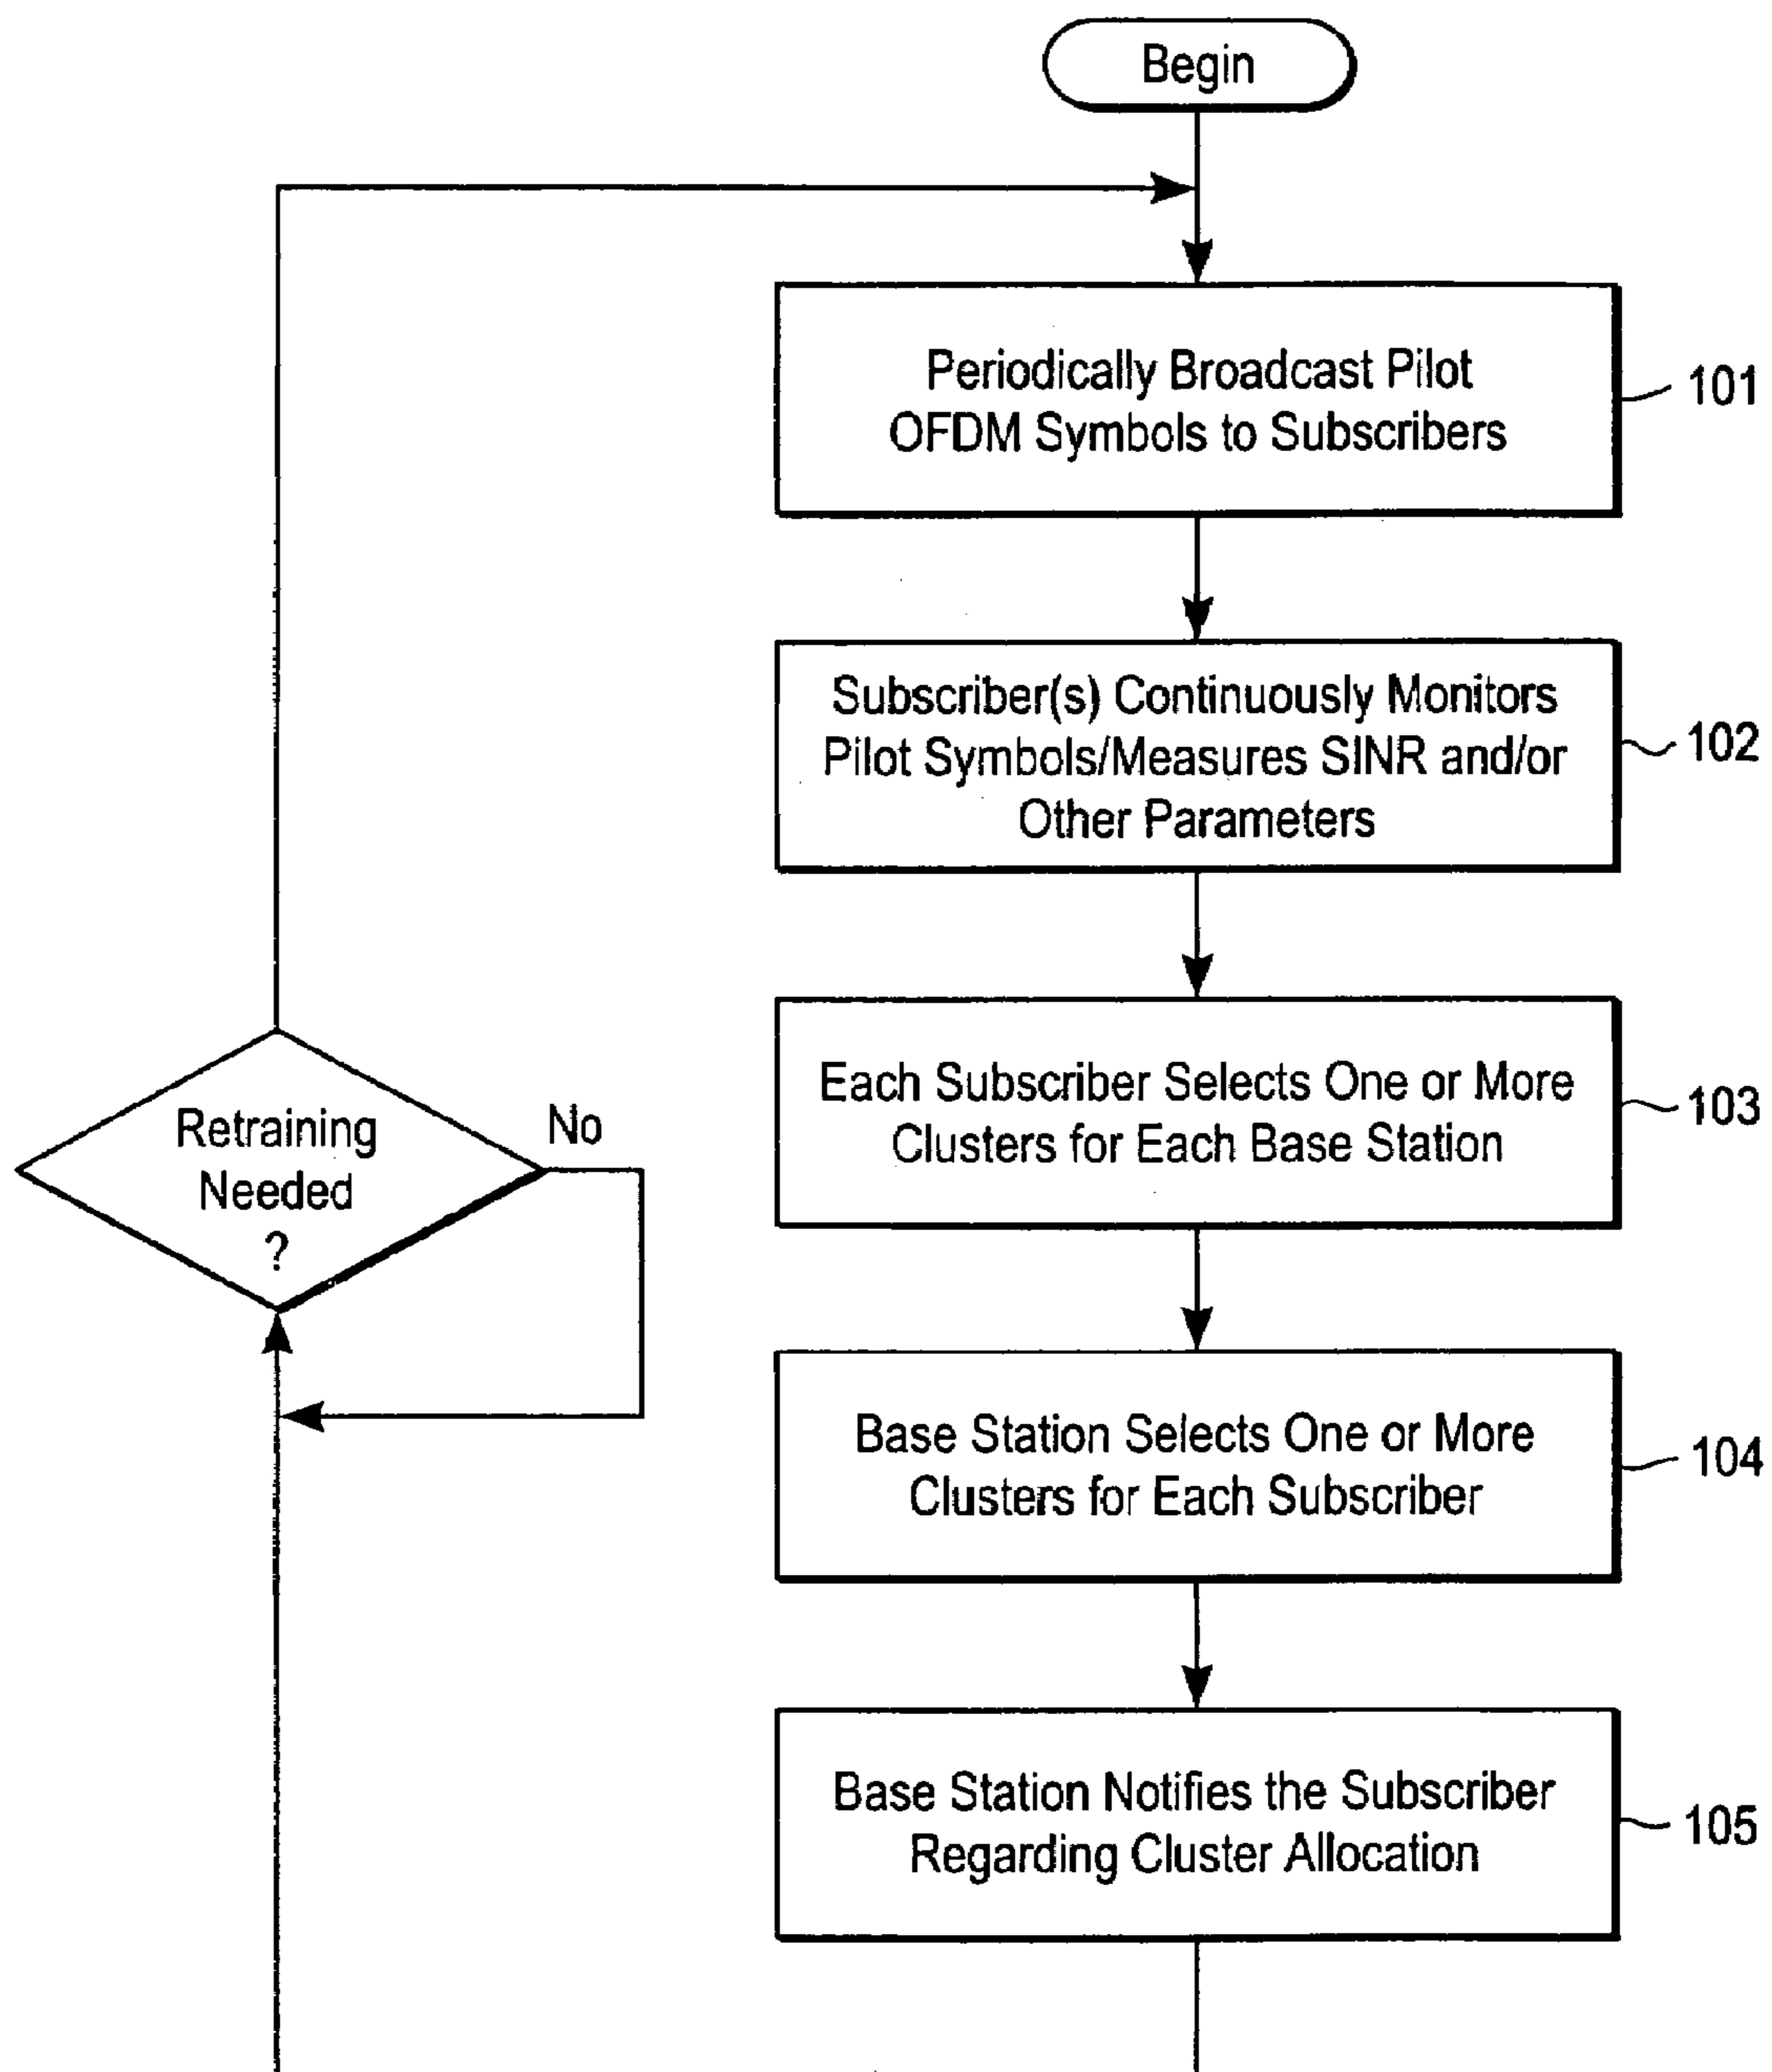 Begin
Periodically Broadcast Pilot
OFDM Symbols to Subscribers
101
Subscriber(s) Continuously Monitors
Pilot Symbols/Measures SINR and/or
Other Parameters
102
Each Subscriber Selects One or More
Clusters for Each Base Station
103
Retraining
Needed
?
No
Base Station Selects One or More
Clusters for Each Subscriber
104
Base Station Notifies the Subscriber
Regarding Cluster Allocation
105